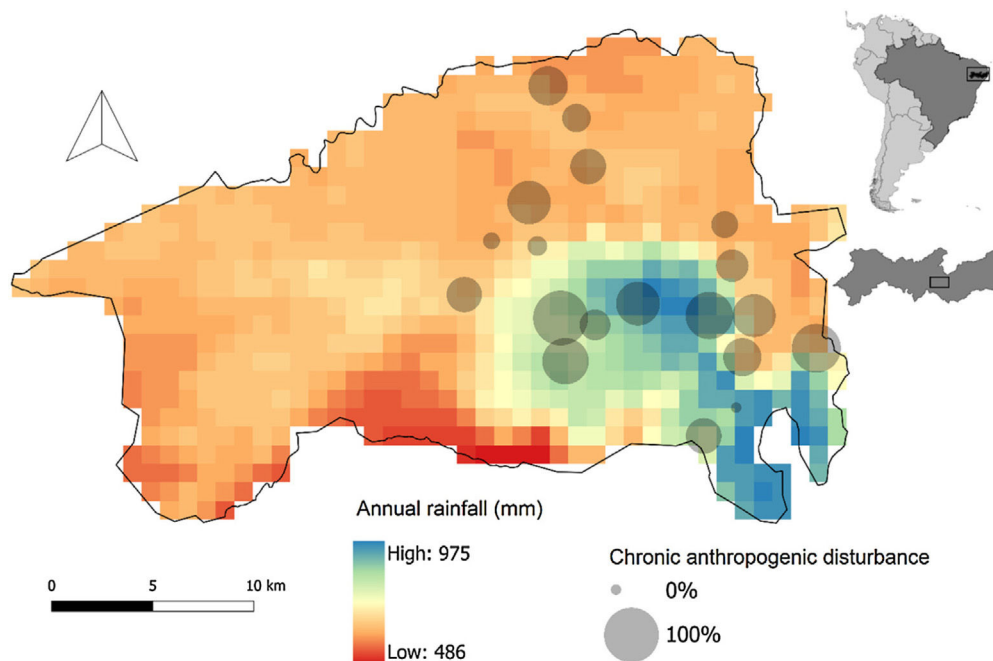 Annual rainfall (mm)
High: 975
Low: 486
Chronic anthropogenic disturbance
0%
100%
0 5 10 km